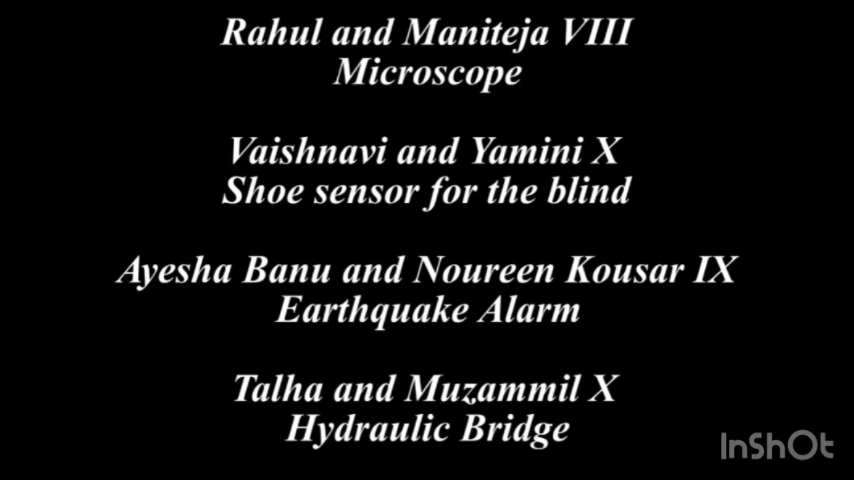 Rahul and Maniteja VIII
Microscope
Vaishnavi and Yamini X
Shoe sensor for the blind
Ayesha Banu and Noureen Kousar IX
Earthquake Alarm
Talha and Muzammil X
Hydraulic Bridge
InShOt